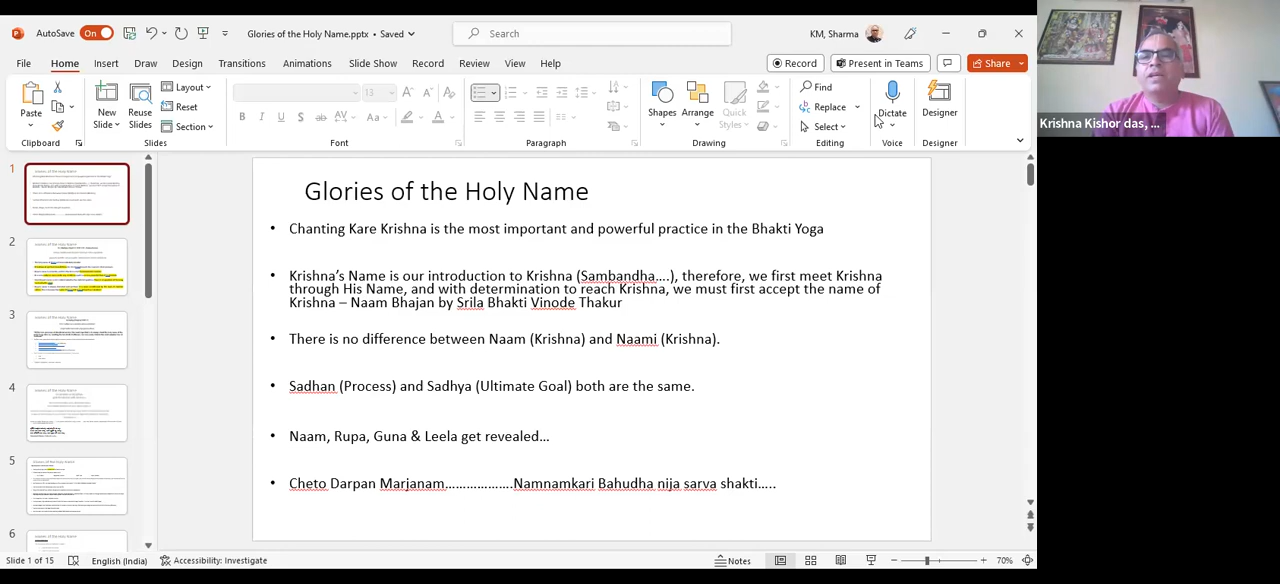 AutoSave On Glories of the Holy Name.pptx • Saved Search KM, Sharma
File Home Insert Draw Design Transitions Animations Slide Show Record Review View Help Record Present in Teams Share
Paste New Slide Reuse Slides Layout Reset Section
13
Shapes Arrange Quick Styles Find Replace Select Dictate Designer
Clipboard Slides Font Paragraph Drawing Editing Voice Designer
Krishna Kishor das, ...
1
2
3
4
5
6
Glories of the Holy Name
• Chanting Kare Krishna is the most important and powerful practice in the Bhakti Yoga
• Krishna's Name is our introduction to Krishna (Sambandha....), therefore we first meet Krishna
through His Name, and with determination to reach Krishna, we must first accept the name of
Krishna – Naam Bhajan by Srila Bhakti Vinode Thakur
• There is no difference between Naam (Krishna) and Naami (Krishna).
• Sadhan (Process) and Sadhya (Ultimate Goal) both are the same.
• Naam, Rupa, Guna & Leela get revealed...
• Cheto Darpan Marjanam..................Namnamkari Bahudha nija sarva shaktir....
Slide 1 of 15 English (India) Accessibility: Investigate Notes 70%